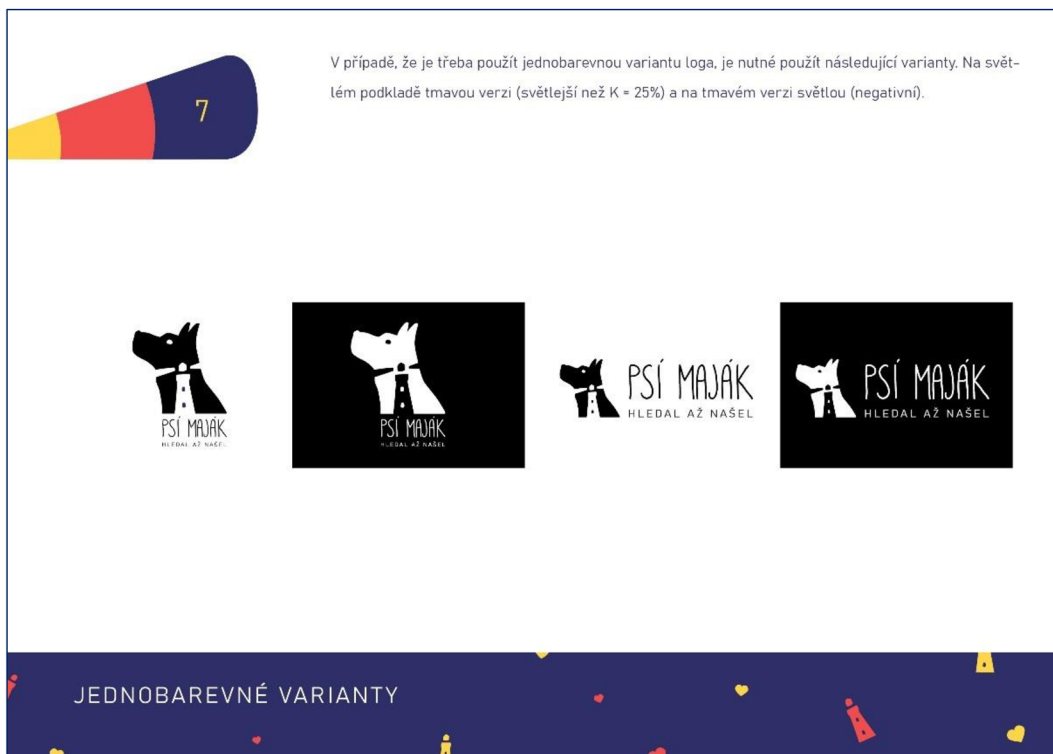 7
V případě, že je třeba použít jednobarevnou variantu loga, je nutné použít následující varianty. Na svět-
lém podkladě tmavou verzi (světlejší než K = 25%) a na tmavém verzi světlou (negativní).
PSÍ MAJÁK
HLEDAL AŽ NAŠEL
PSÍ MAJÁK
HLEDAL AŽ NAŠEL
PSÍ MAJÁK
HLEDAL AŽ NAŠEL
PSÍ MAJÁK
HLEDAL AŽ NAŠEL
JEDNOBAREVNÉ VARIANTY